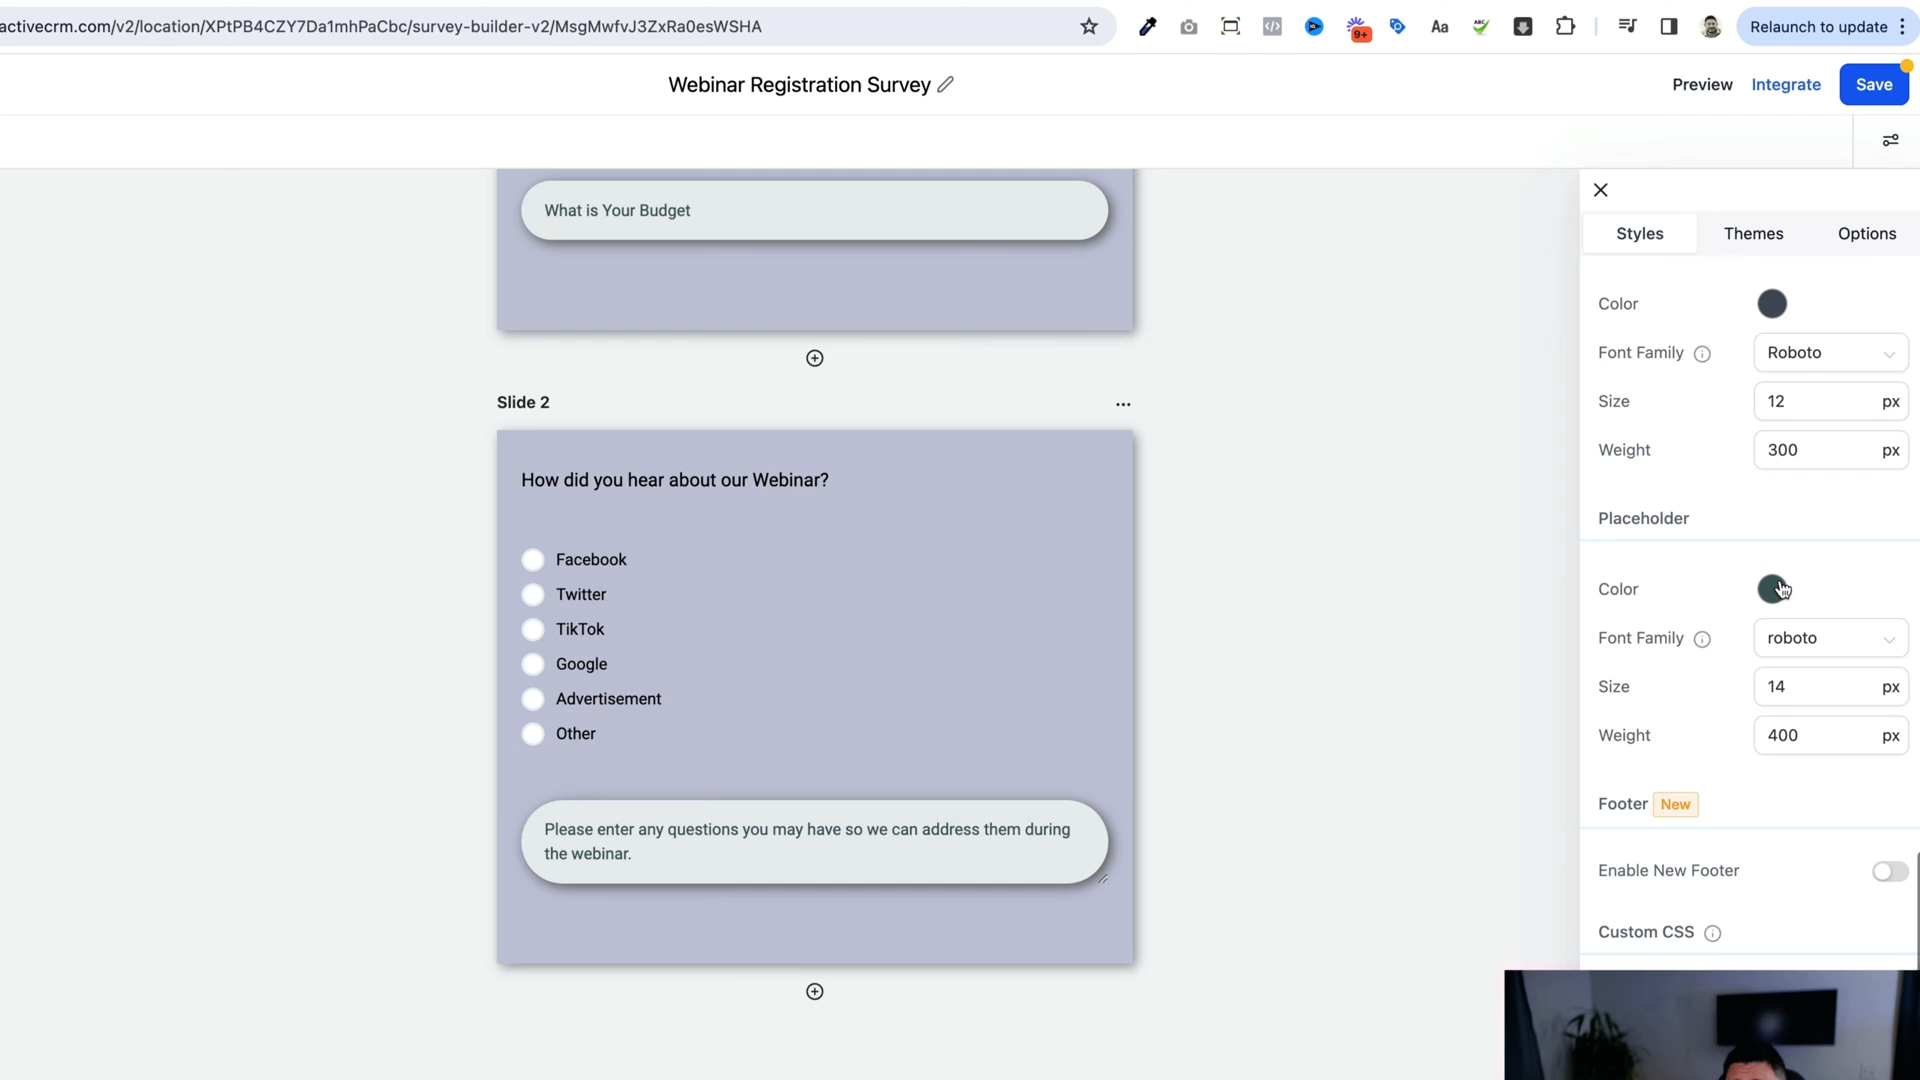 activecrm.com/v2/location/XPtPB4CZY7Da1mhPaCbc/survey-builder-v2/MsgMwfvJ3ZxRa0esWSHA
9+
Aa
ABC
Relaunch to update
Webinar Registration Survey
Preview
Integrate
Save
What is Your Budget
Slide 2
...
How did you hear about our Webinar?
Facebook
Twitter
TikTok
Google
Advertisement
Other
Please enter any questions you may have so we can address them during
the webinar.
Styles
Themes
Options
Color
Font Family
Roboto
Size
12 px
Weight
300 px
Placeholder
Color
Font Family
roboto
Size
14 px
Weight
400 px
Footer New
Enable New Footer
Custom CSS